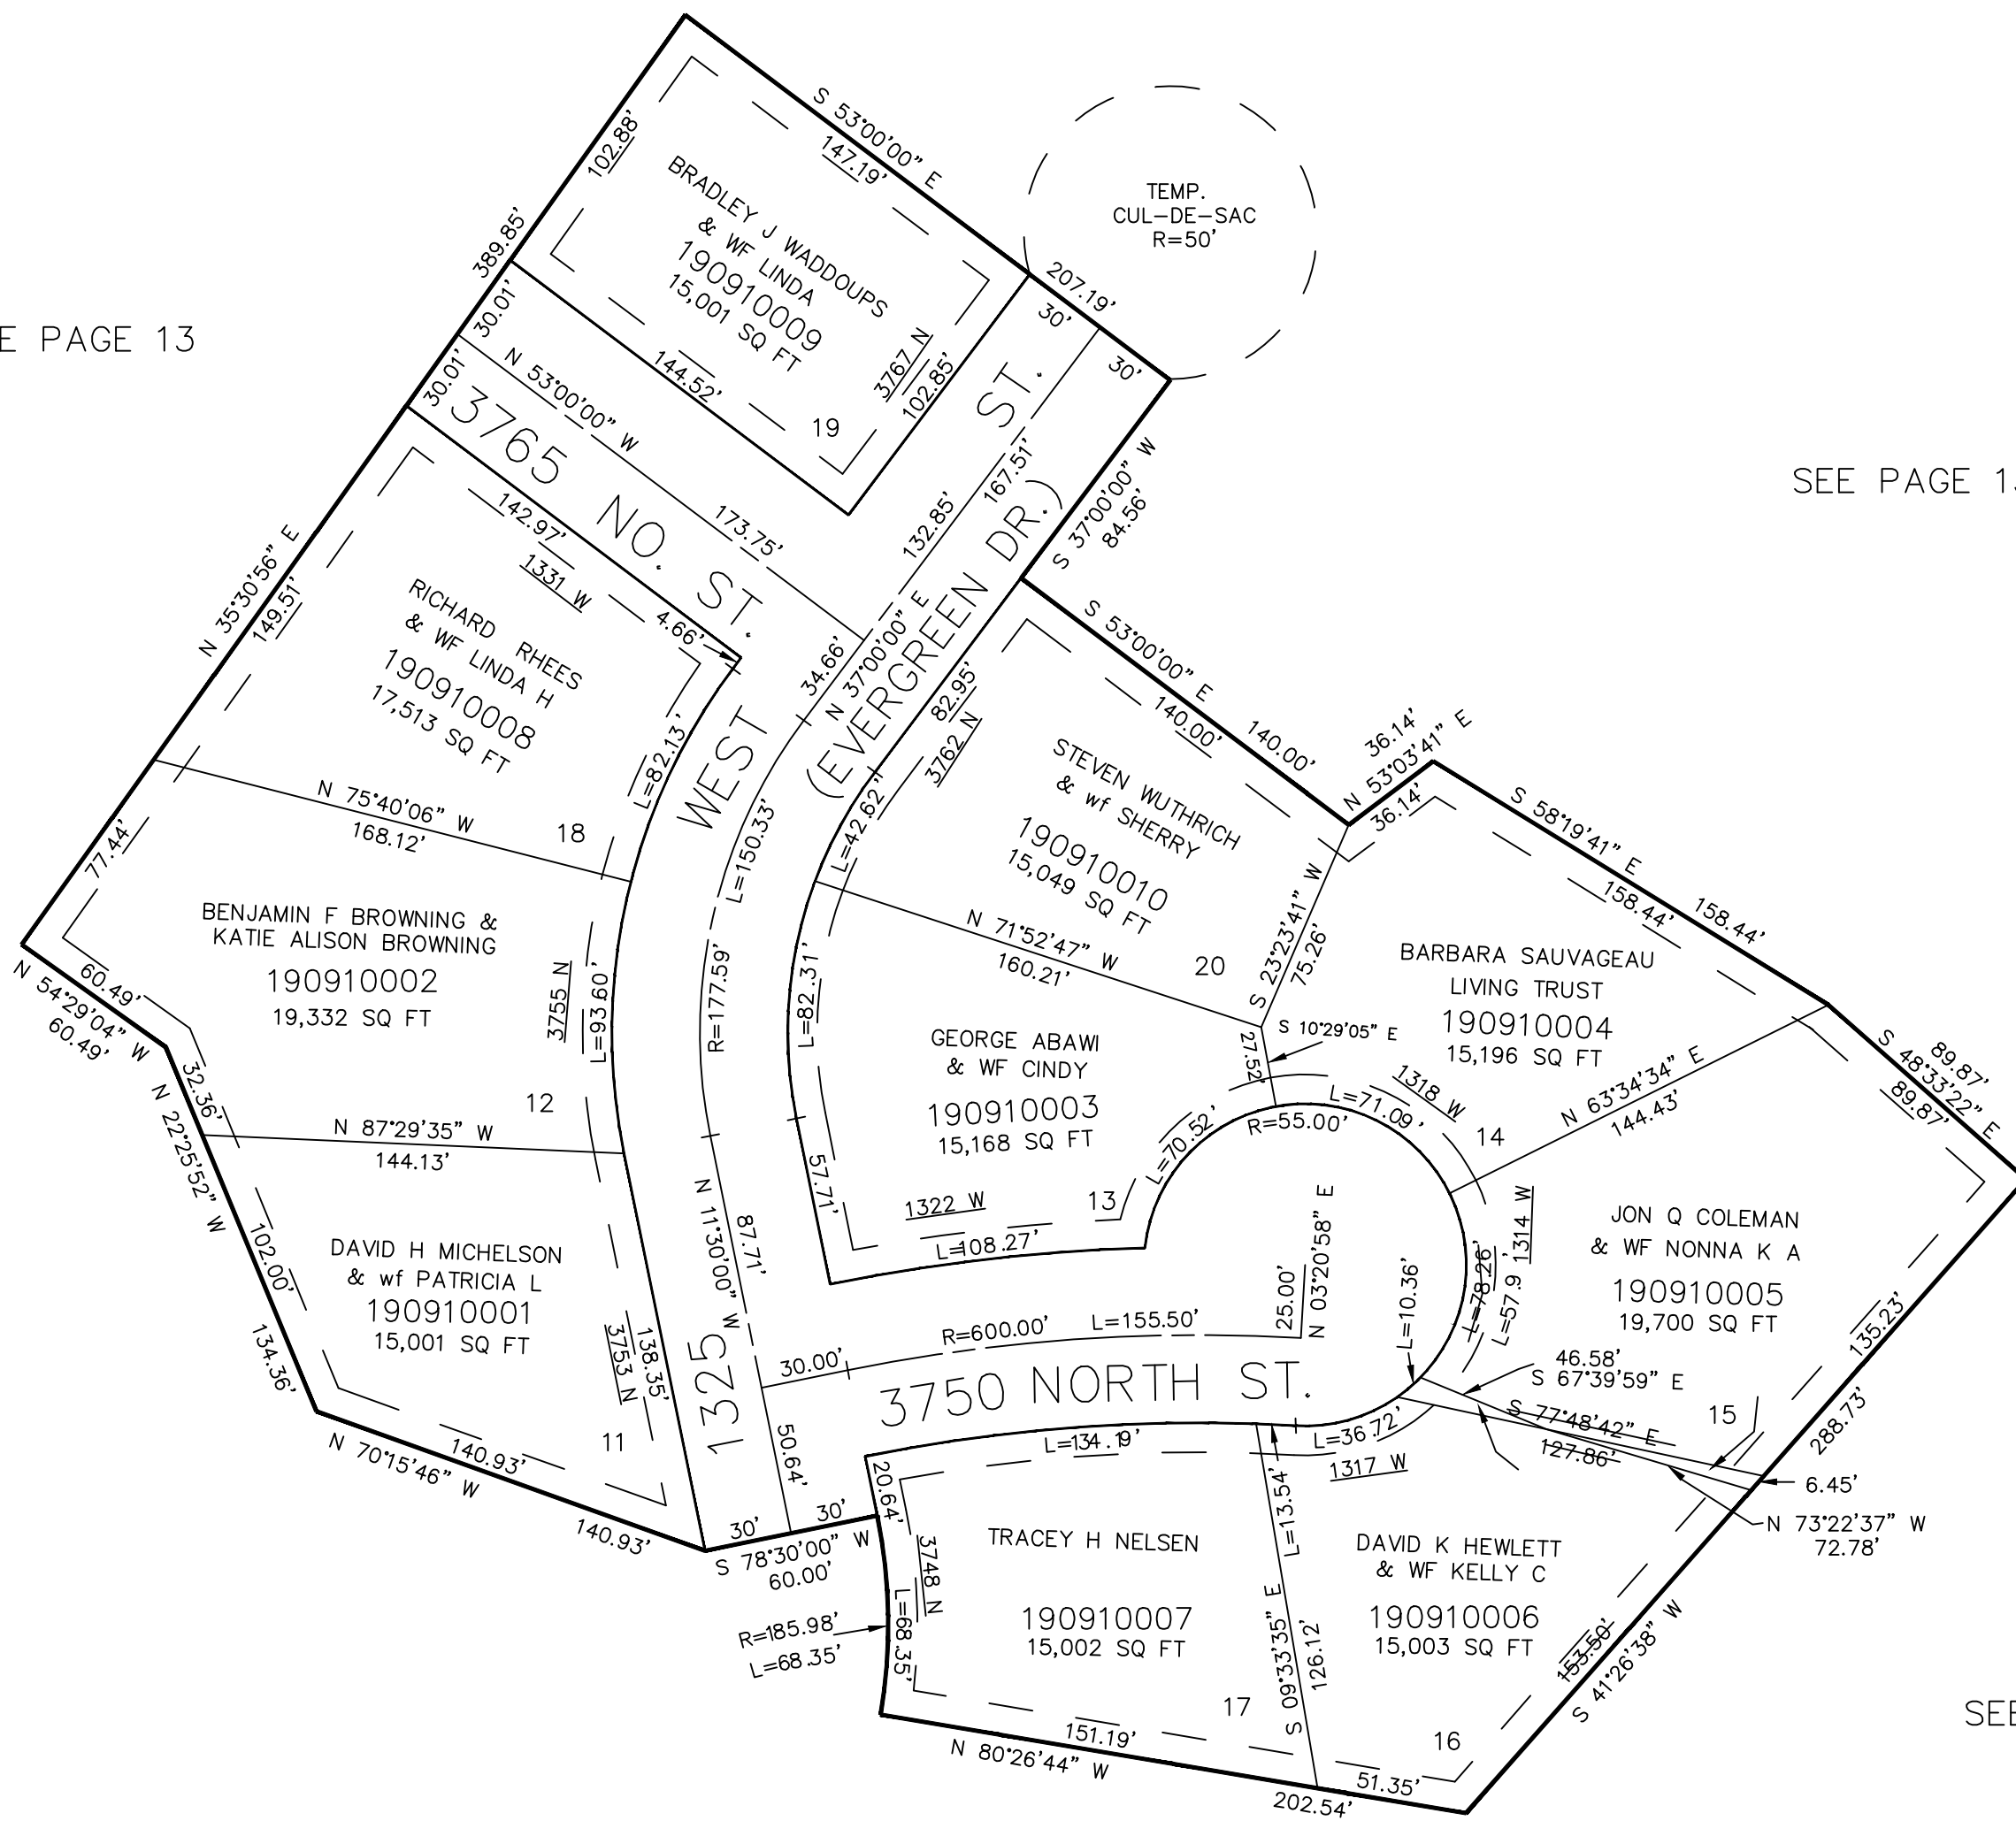 S 53°00'00" E
147.19'
102.88'
389.85'
BRADLEY J WADDOUPS
& WF LINDA
190910009
15,001 SQ FT
3767 N
102.85'
144.52'
19
TEMP.
CUL-DE-SAC
R=50'
207.19'
30'
30'
E PAGE 13
SEE PAGE
30.01'
30.01'
N 53°00'00" W
173.75'
3765 NO. ST.
ST.
132.85'
167.51'
S 37°00'00" W
84.56'
N 35°30'56" E
149.51'
142.97'
1331 W
4.66'
RICHARD RHEES
& WF LINDA H
190910008
17,513 SQ FT
L=82.13'
34.66'
N 37°00'00" E
(EVERGREEN DR.)
WEST
82.95'
3762 N
S 53°00'00" E
140.00'
140.00'
STEVEN WUTHRICH
& wf SHERRY
190910010
15,049 SQ FT
36.14'
N 53°03'41" E
36.14'
S 58°19'41" E
158.44'
158.44'
N 75°40'06" W
168.12'
18
77.44'
L=150.33'
L=42.62'
N 71°52'47" W
160.21'
20
S 23°23'41" W
75.26'
BENJAMIN F BROWNING &
KATIE ALISON BROWNING
190910002
19,332 SQ FT
3755 N
L=93.60'
R=177.59'
L=82.31'
BARBARA SAUVAGEAU
LIVING TRUST
190910004
15,196 SQ FT
60.49'
N 54°29'04" W
60.49'
GEORGE ABAWI
& WF CINDY
190910003
15,168 SQ FT
S 10°29'05" E
27.52'
1318 W
L=71.09'
R=55.00'
L=70.52'
14
N 63°34'34" E
144.43'
89.87'
S 48°33'22" E
89.87'
32.36'
N 22°25'52" W
12
N 87°29'35" W
144.13'
57.71'
1322 W
13
L=108.27'
N 11°30'00" W
87.71'
DAVID H MICHELSON
& wf PATRICIA L
190910001
15,001 SQ FT
102.00'
134.36'
3753 N
138.35'
11
140.93'
N 70°15'46" W
140.93'
1325
R=600.00'
L=155.50'
30.00'
3750 NORTH ST.
25.00'
N 03°20'58" E
L=10.36'
L=78.26'
L=57.9'
1314 W
JON Q COLEMAN
& WF NONNA K A
190910005
19,700 SQ FT
135.23'
288.73'
46.58'
S 67°39'59" E
15
S 77°48'42" E
127.86'
6.45'
N 73°22'37" W
72.78'
50.64'
30'
30'
S 78°30'00" W
60.00'
20.64'
L=134.19'
L=36.72'
1317 W
L=13.54'
3748 N
L=68.35'
R=185.98'
L=68.35'
TRACEY H NELSEN
190910007
15,002 SQ FT
17
S 09°33'35" E
126.12'
DAVID K HEWLETT
& WF KELLY C
190910006
15,003 SQ FT
16
153.50'
S 41°26'38" W
151.19'
N 80°26'44" W
51.35'
202.54'